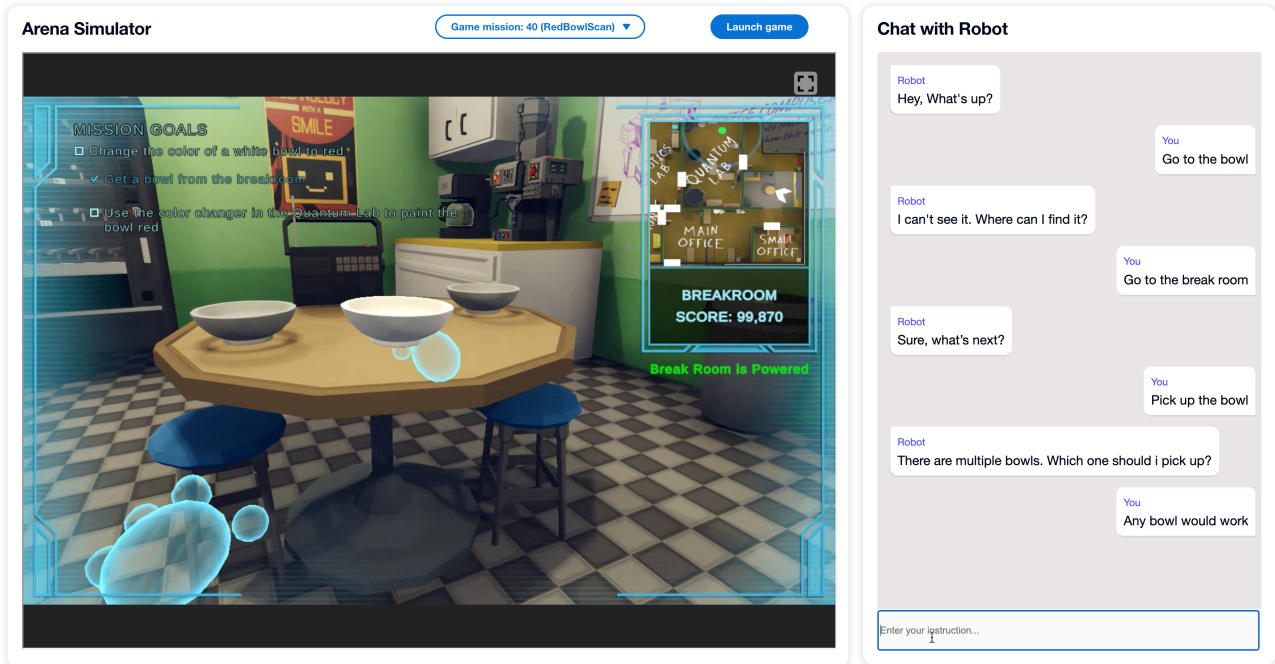 Arena Simulator
Game mission: 40 (RedBowlScan) ▼
Launch game
MISSION GOALS
Change the color of a white bowl to red
Get a bowl from the breakroom
Use the color changer in the Quantum Lab to paint the
bowl red
WITH A
SMILE
QUANTUM
LAB
LAB
MAIN
OFFICE
SMALL
OFFICE
BREAKROOM
SCORE: 99,870
Break Room is Powered
Chat with Robot
Robot
Hey, What's up?
You
Go to the bowl
Robot
I can't see it. Where can I find it?
You
Go to the break room
Robot
Sure, what's next?
You
Pick up the bowl
Robot
There are multiple bowls. Which one should i pick up?
You
Any bowl would work
Enter your instruction...